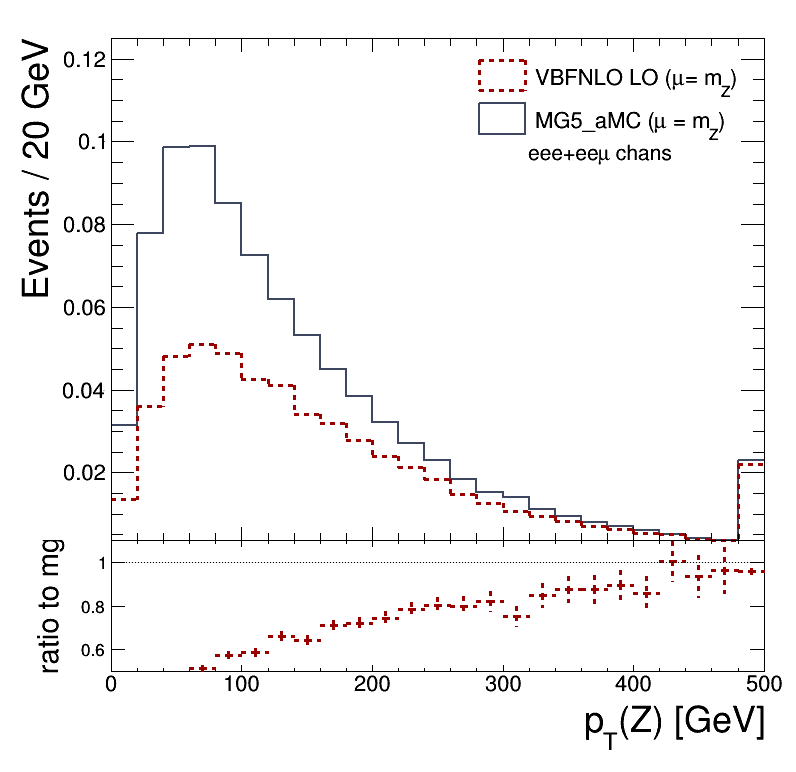 Events / 20 GeV
0.12
0.1
0.08
0.06
0.04
0.02
VBFNLO LO (μ= m_Z)
MG5_aMC (μ = m_Z)
eee+eeμ chans
ratio to mg
1
0.8
0.6
0 100 200 300 400 500
p_T(Z) [GeV]